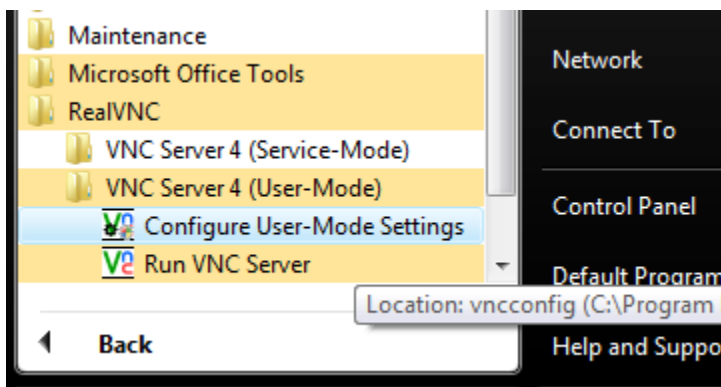 Maintenance
Microsoft Office Tools
RealVNC
VNC Server 4 (Service-Mode)
VNC Server 4 (User-Mode)
Configure User-Mode Settings
Run VNC Server
Location: vncconfig (C:\Program
Back
Network
Connect To
Control Panel
Default Program
Help and Suppo